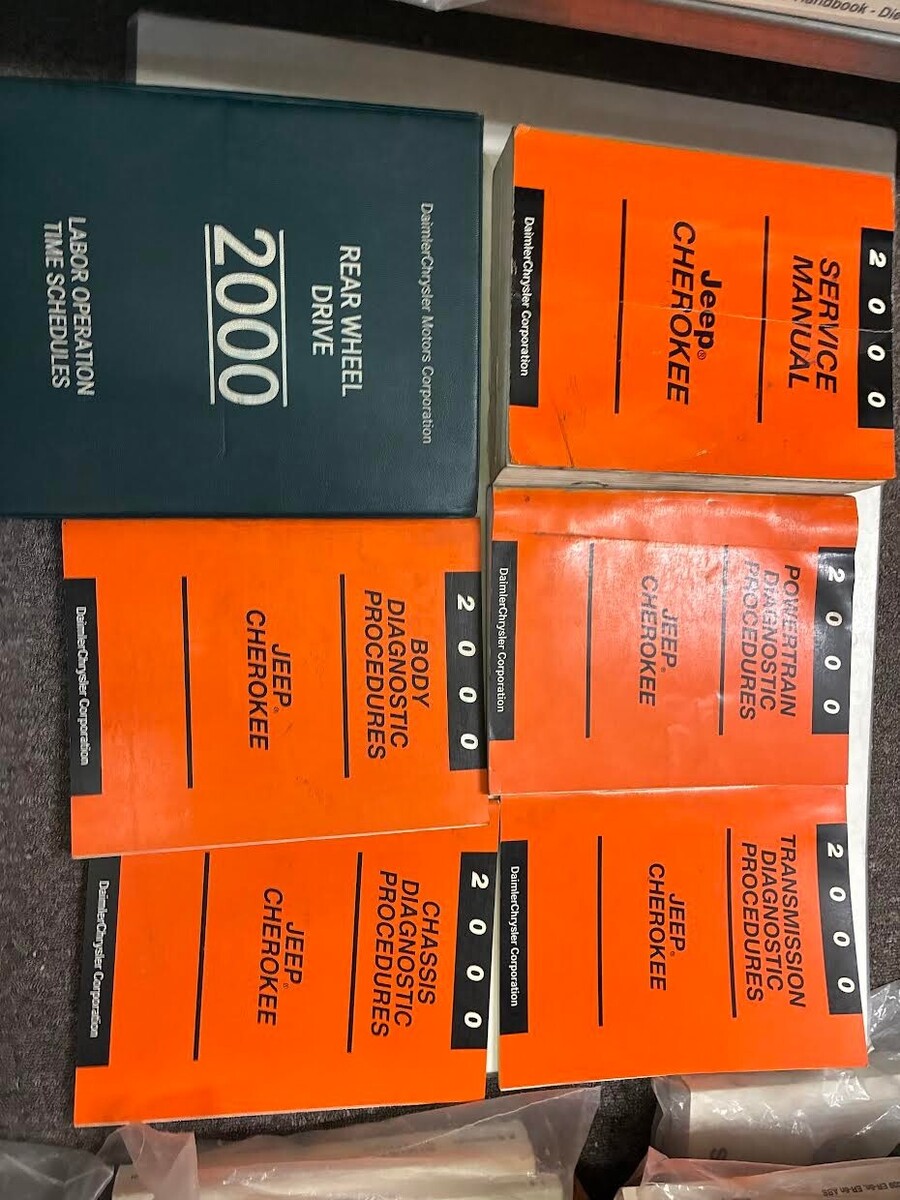 DaimlerChrysler Motors Corporation
REAR WHEEL
DRIVE
2000
LABOR OPERATION
TIME SCHEDULES
2000
SERVICE
MANUAL
Jeep®
CHEROKEE
DaimlerChrysler Corporation
2000
POWERTRAIN
DIAGNOSTIC
PROCEDURES
JEEP®
CHEROKEE
DaimlerChrysler Corporation
2000
BODY
DIAGNOSTIC
PROCEDURES
JEEP®
CHEROKEE
DaimlerChrysler Corporation
2000
TRANSMISSION
DIAGNOSTIC
PROCEDURES
JEEP®
CHEROKEE
DaimlerChrysler Corporation
2000
CHASSIS
DIAGNOSTIC
PROCEDURES
JEEP®
CHEROKEE
DaimlerChrysler Corporation